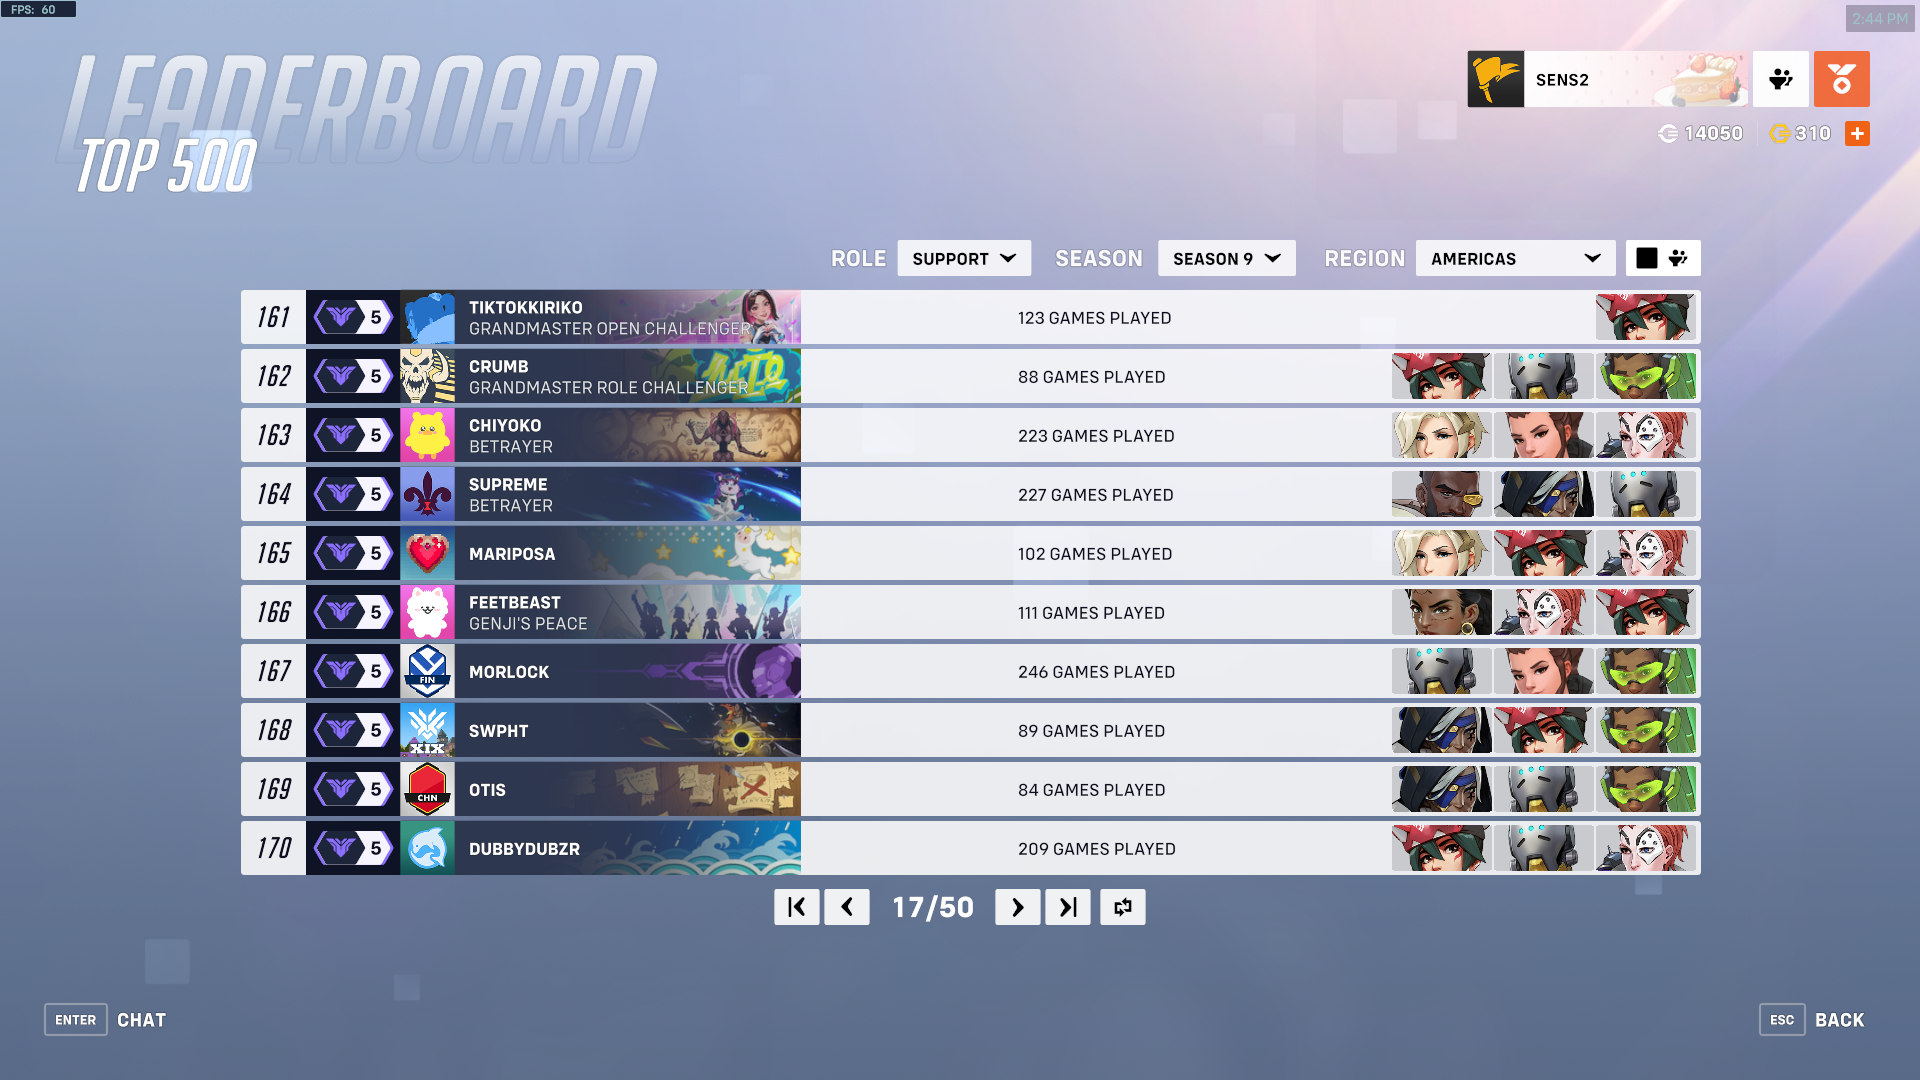 FPS: 60
2:44 PM
LEADERBOARD
TOP 500
SENS2
14050 310
ROLE SUPPORT SEASON SEASON 9 REGION AMERICAS
161 5 TIKTOKKIRIKO 123 GAMES PLAYED
GRANDMASTER OPEN CHALLENGER
162 5 CRUMB 88 GAMES PLAYED
GRANDMASTER ROLE CHALLENGER
163 5 CHIYOKO 223 GAMES PLAYED
BETRAYER
164 5 SUPREME 227 GAMES PLAYED
BETRAYER
165 5 MARIPOSA 102 GAMES PLAYED
166 5 FEETBEAST 111 GAMES PLAYED
GENJI'S PEACE
167 5 FIN MORLOCK 246 GAMES PLAYED
168 5 XIX SWPHT 89 GAMES PLAYED
169 5 CHN OTIS 84 GAMES PLAYED
170 5 DUBBYDUBZR 209 GAMES PLAYED
17/50
ENTER CHAT
ESC BACK